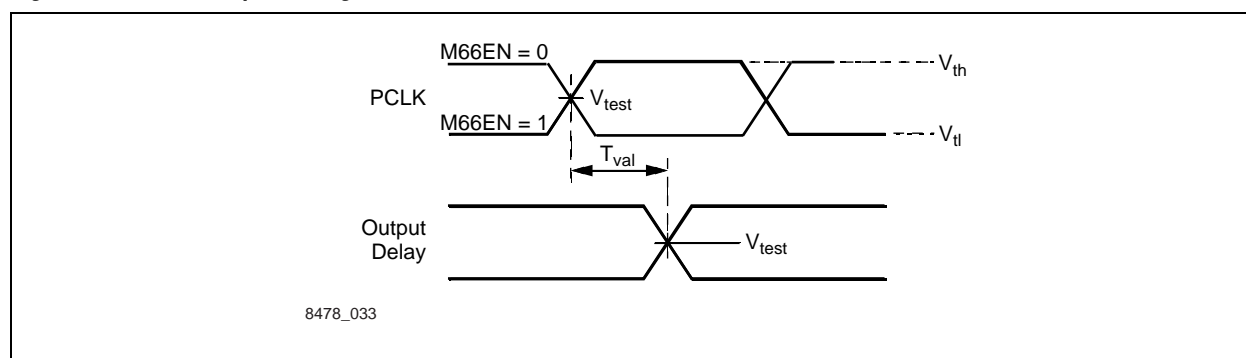 M66EN = 0
V_th
PCLK
V_test
M66EN = 1
V_tl
T_val
Output
Delay
V_test
8478_033